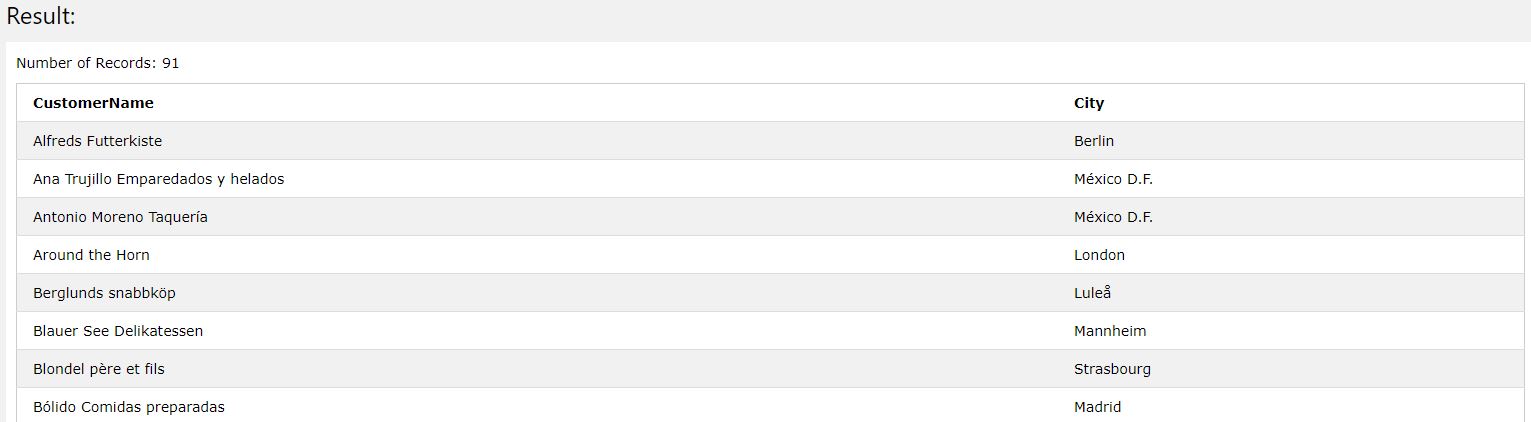 Result:
Number of Records: 91
CustomerName City
Alfreds Futterkiste Berlin
Ana Trujillo Emparedados y helados México D.F.
Antonio Moreno Taquería México D.F.
Around the Horn London
Berglunds snabbköp Luleå
Blauer See Delikatessen Mannheim
Blondel père et fils Strasbourg
Bólido Comidas preparadas Madrid